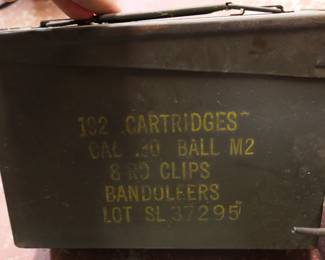 192 CARTRIDGES
CAL .30 BALL M2
8 RD CLIPS
BANDOLEERS
LOT SL 37295